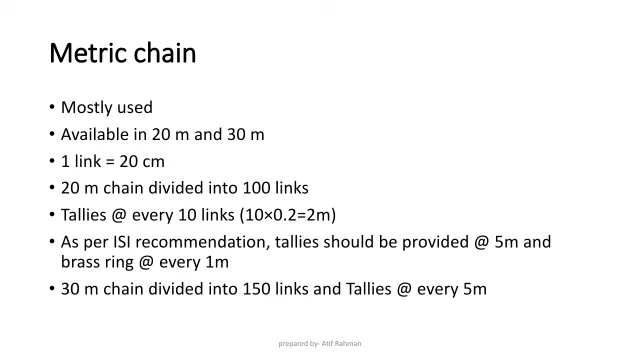 Metric chain
• Mostly used
• Available in 20 m and 30 m
• 1 link = 20 cm
• 20 m chain divided into 100 links
• Tallies @ every 10 links (10×0.2=2m)
• As per ISI recommendation, tallies should be provided @ 5m and
brass ring @ every 1m
• 30 m chain divided into 150 links and Tallies @ every 5m
prepared by- Atif Rahman